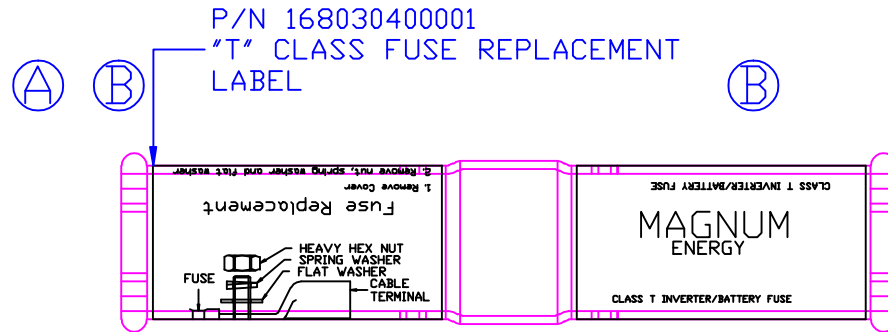 P/N 168030400001
"T" CLASS FUSE REPLACEMENT
LABEL
A B B
2. Remove nut, spring washer and flat washer
1. Remove Cover
Fuse Replacement
HEAVY HEX NUT
SPRING WASHER
FLAT WASHER
FUSE
CABLE
TERMINAL
CLASS T INVERTER/BATTERY FUSE
MAGNUM
ENERGY
CLASS T INVERTER/BATTERY FUSE